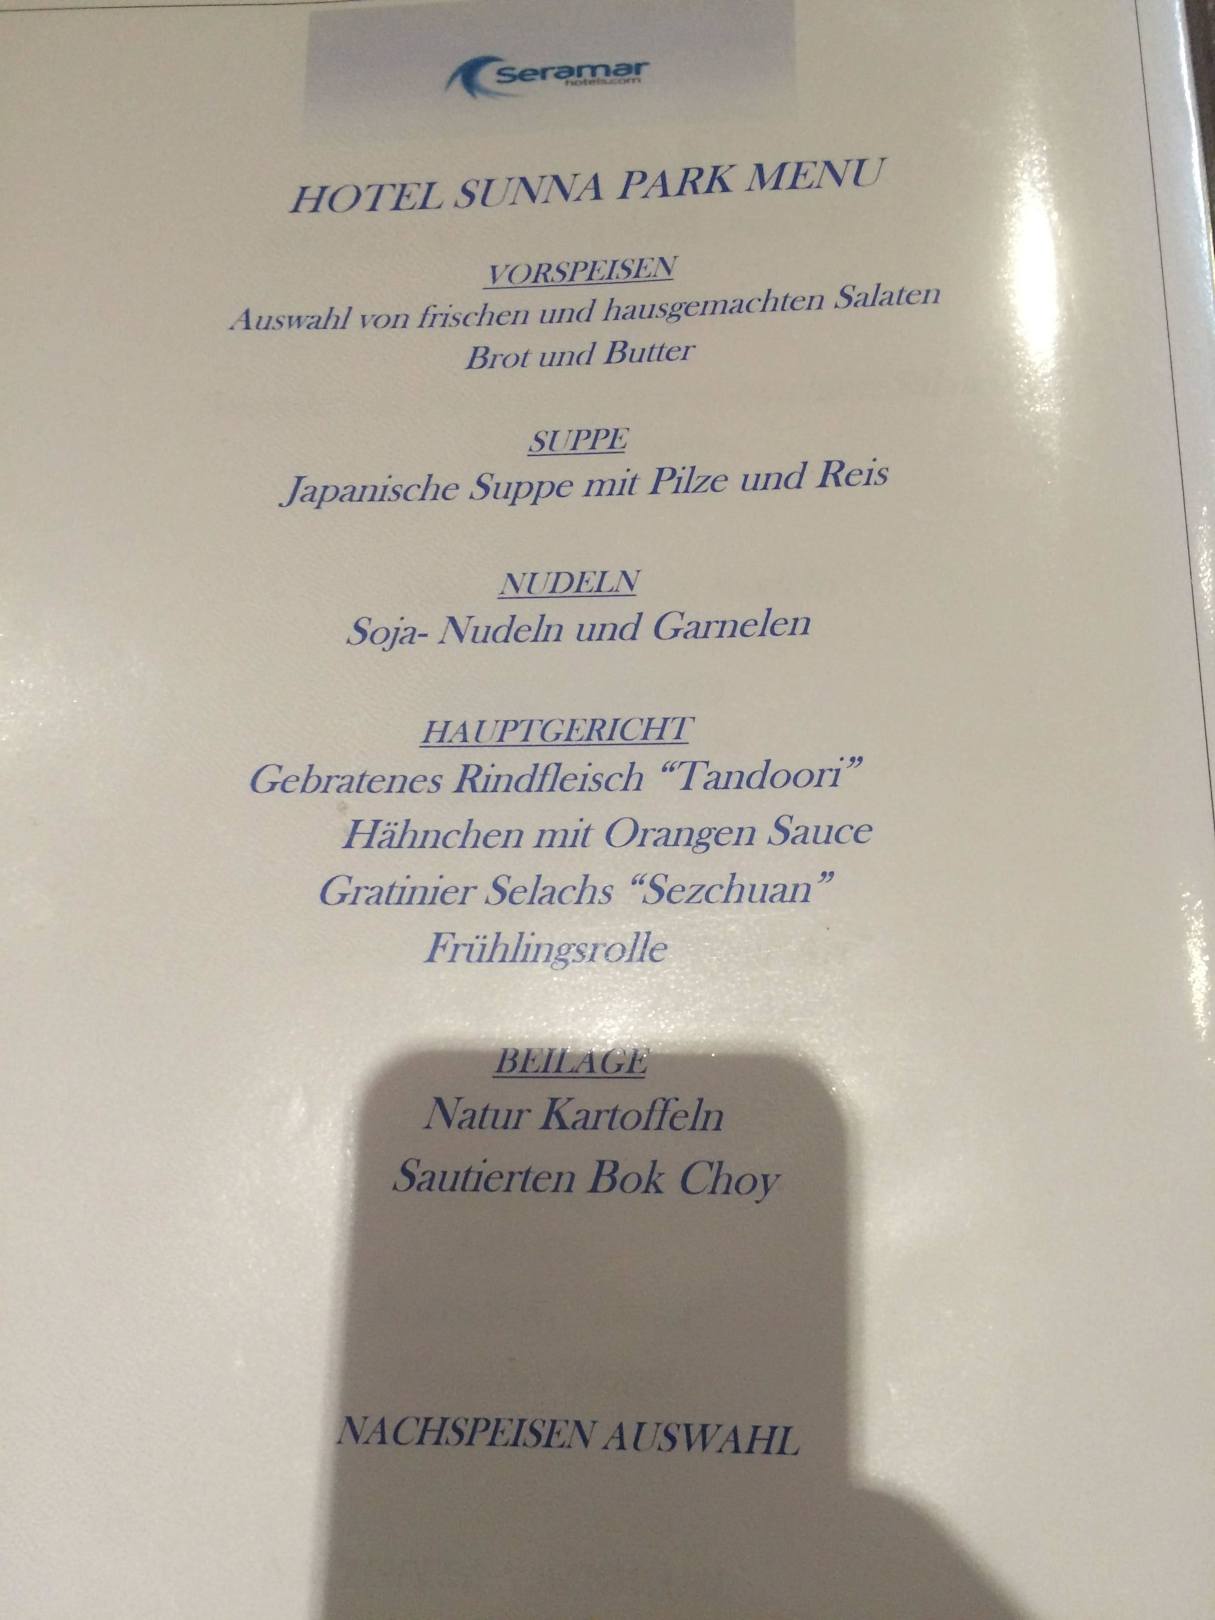 seramar
hotels.com
HOTEL SUNNA PARK MENU
VORSPEISEN
Auswahl von frischen und hausgemachten Salaten
Brot und Butter
SUPPE
Japanische Suppe mit Pilze und Reis
NUDELN
Soja- Nudeln und Garnelen
HAUPTGERICHT
Gebratenes Rindfleisch “Tandoori”
Hähnchen mit Orangen Sauce
Gratinier Selachs “Sezchuan”
Frühlingsrolle
BEILAGE
Natur Kartoffeln
Sautierten Bok Choy
NACHSPEISEN AUSWAHL